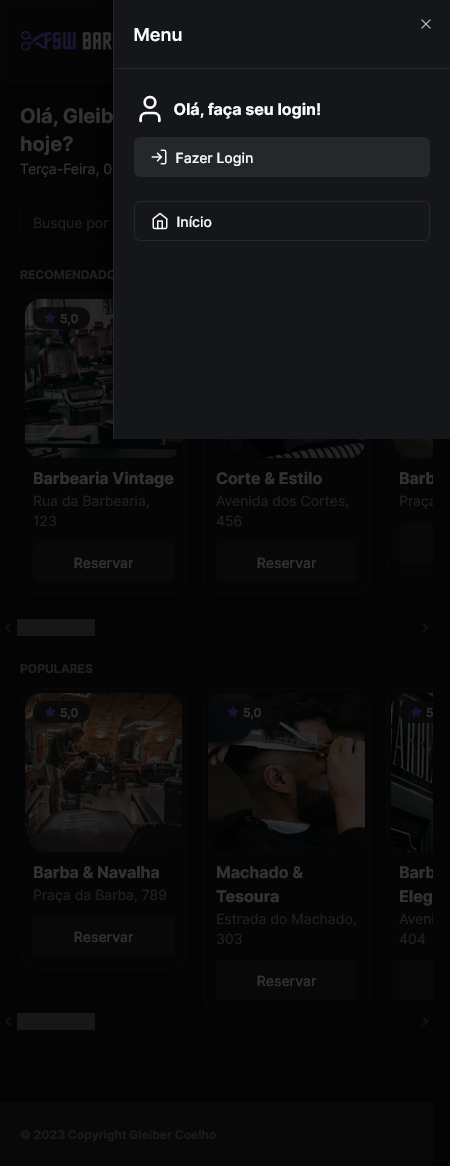 Menu
FSW BAR
Olá, faça seu login!
Olá, Gleib
hoje?
Fazer Login
Terça-Feira, 0
Início
Busque por
RECOMENDADO
5,0
Barbearia Vintage
Rua da Barbearia,
123
Reservar
Corte & Estilo
Avenida dos Cortes,
456
Reservar
Barb
Praça
POPULARES
5,0
Barba & Navalha
Praça da Barba, 789
Reservar
5,0
Machado &
Tesoura
Estrada do Machado,
303
Reservar
5
Barb
Eleg
Aveni
404
© 2023 Copyright Gleiber Coelho